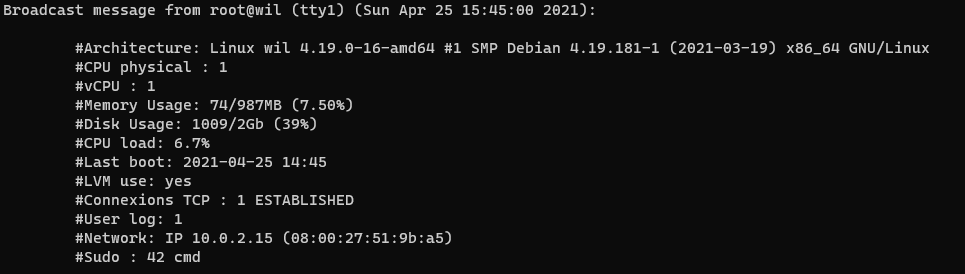 Broadcast message from root@wil (tty1) (Sun Apr 25 15:45:00 2021):
#Architecture: Linux wil 4.19.0-16-amd64 #1 SMP Debian 4.19.181-1 (2021-03-19) x86_64 GNU/Linux
#CPU physical : 1
#vCPU : 1
#Memory Usage: 74/987MB (7.50%)
#Disk Usage: 1009/2Gb (39%)
#CPU load: 6.7%
#Last boot: 2021-04-25 14:45
#LVM use: yes
#Connexions TCP : 1 ESTABLISHED
#User log: 1
#Network: IP 10.0.2.15 (08:00:27:51:9b:a5)
#Sudo : 42 cmd